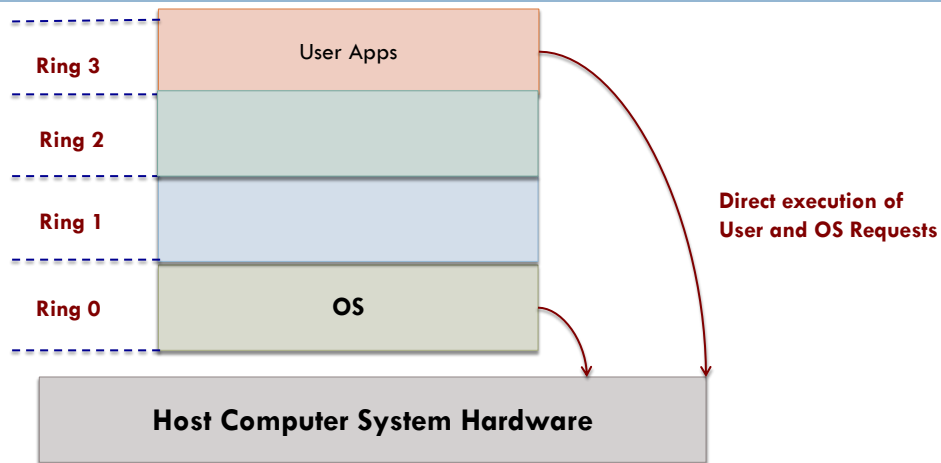 User Apps
Ring 3
Ring 2
Ring 1
Direct execution of
User and OS Requests
Ring 0
OS
Host Computer System Hardware